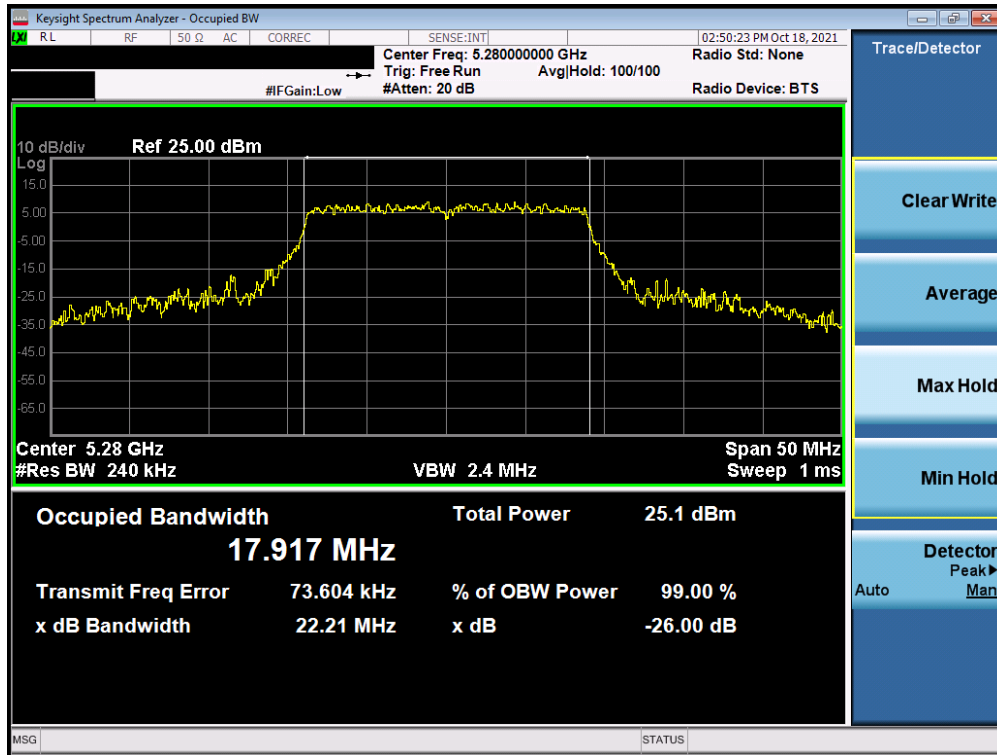 Keysight Spectrum Analyzer - Occupied BW
LXI RL RF 50 Ω AC CORREC SENSE:INT 02:50:23 PM Oct 18, 2021
Center Freq: 5.280000000 GHz Radio Std: None
Trig: Free Run Avg|Hold: 100/100
#IFGain:Low #Atten: 20 dB Radio Device: BTS
10 dB/div Ref 25.00 dBm
Log
15.0
5.00
-5.00
-15.0
-25.0
-35.0
-45.0
-55.0
-65.0
Center 5.28 GHz Span 50 MHz
#Res BW 240 kHz VBW 2.4 MHz Sweep 1 ms
Occupied Bandwidth Total Power 25.1 dBm
17.917 MHz
Transmit Freq Error 73.604 kHz % of OBW Power 99.00 %
x dB Bandwidth 22.21 MHz x dB -26.00 dB
MSG STATUS
Trace/Detector
Clear Write
Average
Max Hold
Min Hold
Detector
Peak▶
Auto Man